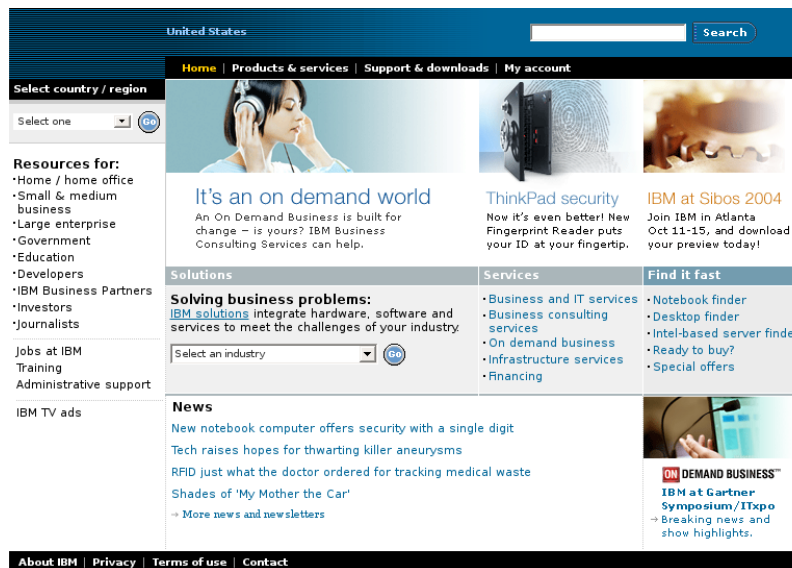 United States
Search
Home | Products & services | Support & downloads | My account
Select country / region
Select one
Go
Resources for:
·Home / home office
·Small & medium
business
·Large enterprise
·Government
·Education
·Developers
·IBM Business Partners
·Investors
·Journalists
Jobs at IBM
Training
Administrative support
IBM TV ads
It's an on demand world
An On Demand Business is built for
change – is yours? IBM Business
Consulting Services can help.
ThinkPad security
Now it's even better! New
Fingerprint Reader puts
your ID at your fingertip.
IBM at Sibos 2004
Join IBM in Atlanta
Oct 11-15, and download
your preview today!
Solutions
Solving business problems:
IBM solutions integrate hardware, software and
services to meet the challenges of your industry.
Select an industry
Go
Services
·Business and IT services
·Business consulting
services
·On demand business
·Infrastructure services
·Financing
Find it fast
·Notebook finder
·Desktop finder
·Intel-based server finde
·Ready to buy?
·Special offers
News
New notebook computer offers security with a single digit
Tech raises hopes for thwarting killer aneurysms
RFID just what the doctor ordered for tracking medical waste
Shades of 'My Mother the Car'
→ More news and newsletters
ON DEMAND BUSINESS™
IBM at Gartner
Symposium/ITxpo
→ Breaking news and
show highlights.
About IBM | Privacy | Terms of use | Contact